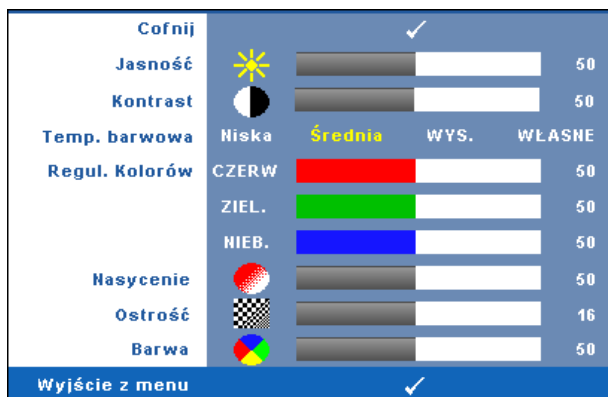 Cofnij
Jasność 50
Kontrast 50
Temp. barwowa Niska Średnia WYS. WŁASNE
Regul. Kolorów CZERW 50
ZIEL. 50
NIEB. 50
Nasycenie 50
Ostrość 16
Barwa 50
Wyjście z menu